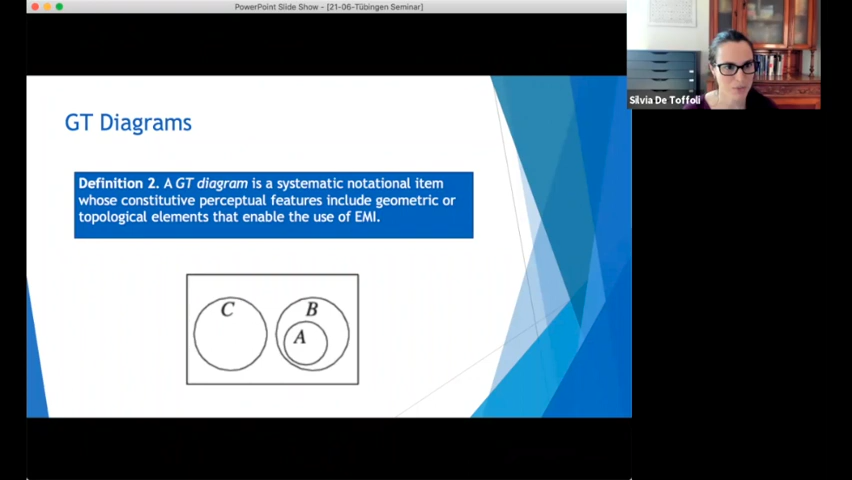 PowerPoint Slide Show - [21-06-Tübingen Seminar]
Silvia De Toffoli
GT Diagrams
Definition 2. A GT diagram is a systematic notational item
whose constitutive perceptual features include geometric or
topological elements that enable the use of EMI.
C
B
A